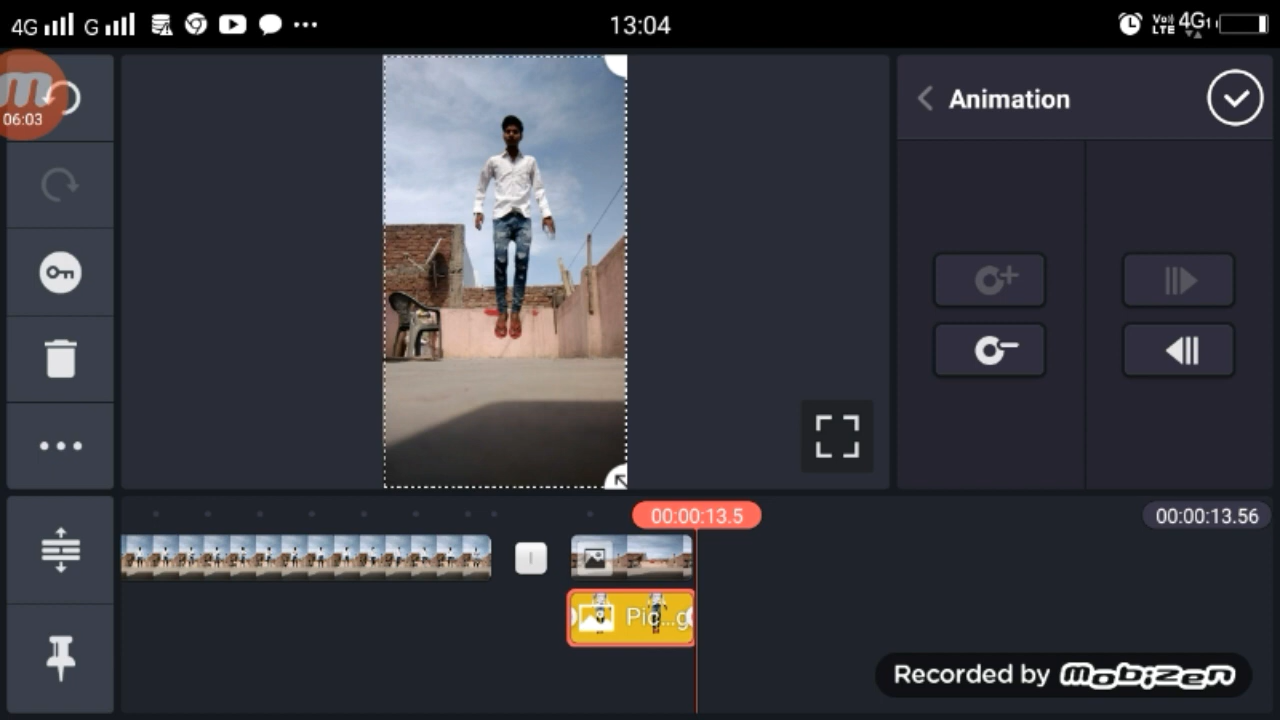 4G G 13:04 Vo)) LTE 4G
m
06:03
Animation
00:00:13.5
00:00:13.56
Pic...g
Recorded by mobizen